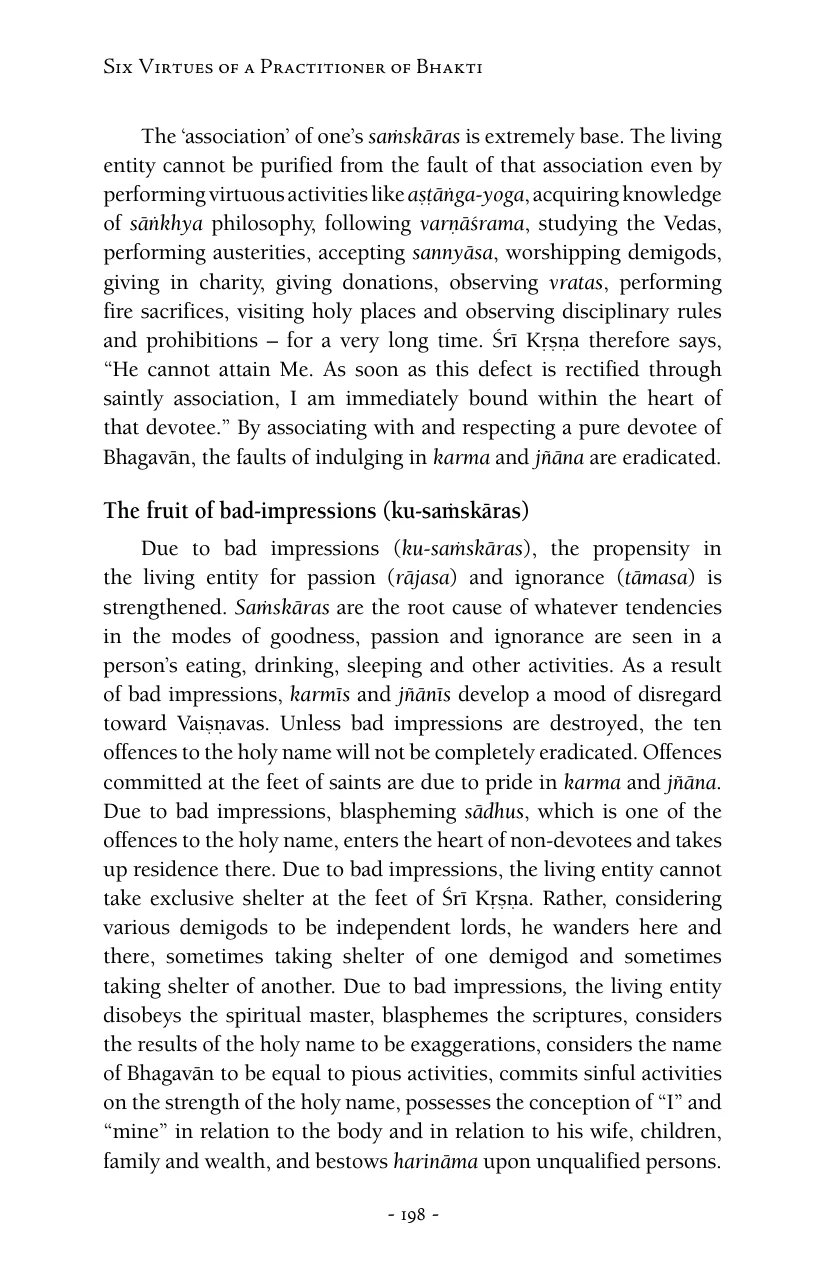 Six Virtues of a Practitioner of Bhakti
The ‘association’ of one’s saṁskāras is extremely base. The living
entity cannot be purified from the fault of that association even by
performing virtuous activities like aṣṭāṅga-yoga, acquiring knowledge
of sāṅkhya philosophy, following varṇāśrama, studying the Vedas,
performing austerities, accepting sannyāsa, worshipping demigods,
giving in charity, giving donations, observing vratas, performing
fire sacrifices, visiting holy places and observing disciplinary rules
and prohibitions – for a very long time. Śrī Kṛṣṇa therefore says,
“He cannot attain Me. As soon as this defect is rectified through
saintly association, I am immediately bound within the heart of
that devotee.” By associating with and respecting a pure devotee of
Bhagavān, the faults of indulging in karma and jñāna are eradicated.
The fruit of bad-impressions (ku-saṁskāras)
Due to bad impressions (ku-saṁskāras), the propensity in
the living entity for passion (rājasa) and ignorance (tāmasa) is
strengthened. Saṁskāras are the root cause of whatever tendencies
in the modes of goodness, passion and ignorance are seen in a
person’s eating, drinking, sleeping and other activities. As a result
of bad impressions, karmīs and jñānīs develop a mood of disregard
toward Vaiṣṇavas. Unless bad impressions are destroyed, the ten
offences to the holy name will not be completely eradicated. Offences
committed at the feet of saints are due to pride in karma and jñāna.
Due to bad impressions, blaspheming sādhus, which is one of the
offences to the holy name, enters the heart of non-devotees and takes
up residence there. Due to bad impressions, the living entity cannot
take exclusive shelter at the feet of Śrī Kṛṣṇa. Rather, considering
various demigods to be independent lords, he wanders here and
there, sometimes taking shelter of one demigod and sometimes
taking shelter of another. Due to bad impressions, the living entity
disobeys the spiritual master, blasphemes the scriptures, considers
the results of the holy name to be exaggerations, considers the name
of Bhagavān to be equal to pious activities, commits sinful activities
on the strength of the holy name, possesses the conception of “I” and
“mine” in relation to the body and in relation to his wife, children,
family and wealth, and bestows harināma upon unqualified persons.
- 198 -